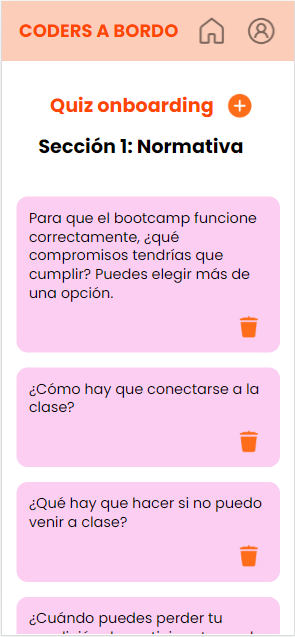 CODERS A BORDO
Quiz onboarding
Sección 1: Normativa
Para que el bootcamp funcione
correctamente, ¿qué
compromisos tendrías que
cumplir? Puedes elegir más de
una opción.
¿Cómo hay que conectarse a la
clase?
¿Qué hay que hacer si no puedo
venir a clase?
¿Cuándo puedes perder tu